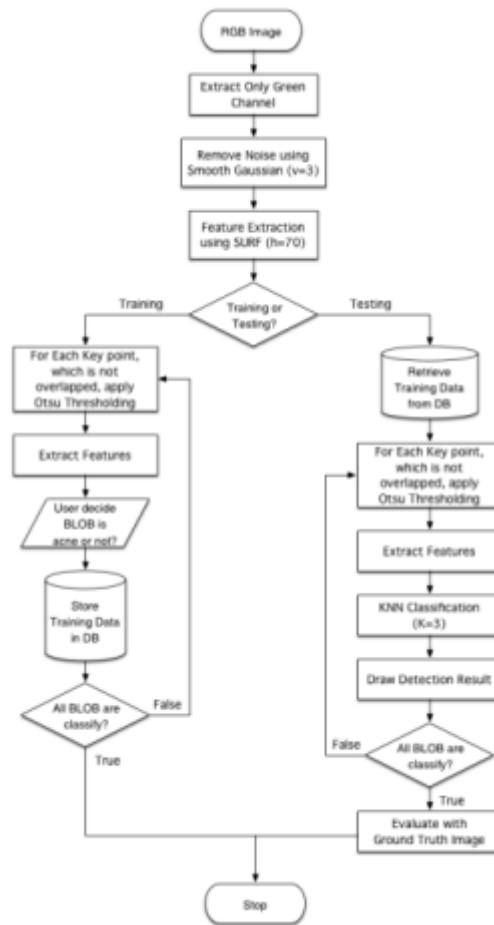 RGB Image
Extract Only Green
Channel
Remove Noise using
Smooth Gaussian (v=3)
Feature Extraction
using SURF (h=70)
Training or
Testing?
Training
Testing
For Each Key point,
which is not
overlapped, apply
Otsu Thresholding
Extract Features
User decide
BLOB is
acne or not?
Store
Training Data
in DB
All BLOB are
classify?
False
True
Retrieve
Training Data
from DB
For Each Key point,
which is not
overlapped, apply
Otsu Thresholding
Extract Features
KNN Classification
(K=3)
Draw Detection Result
All BLOB are
classify?
False
True
Evaluate with
Ground Truth Image
Stop